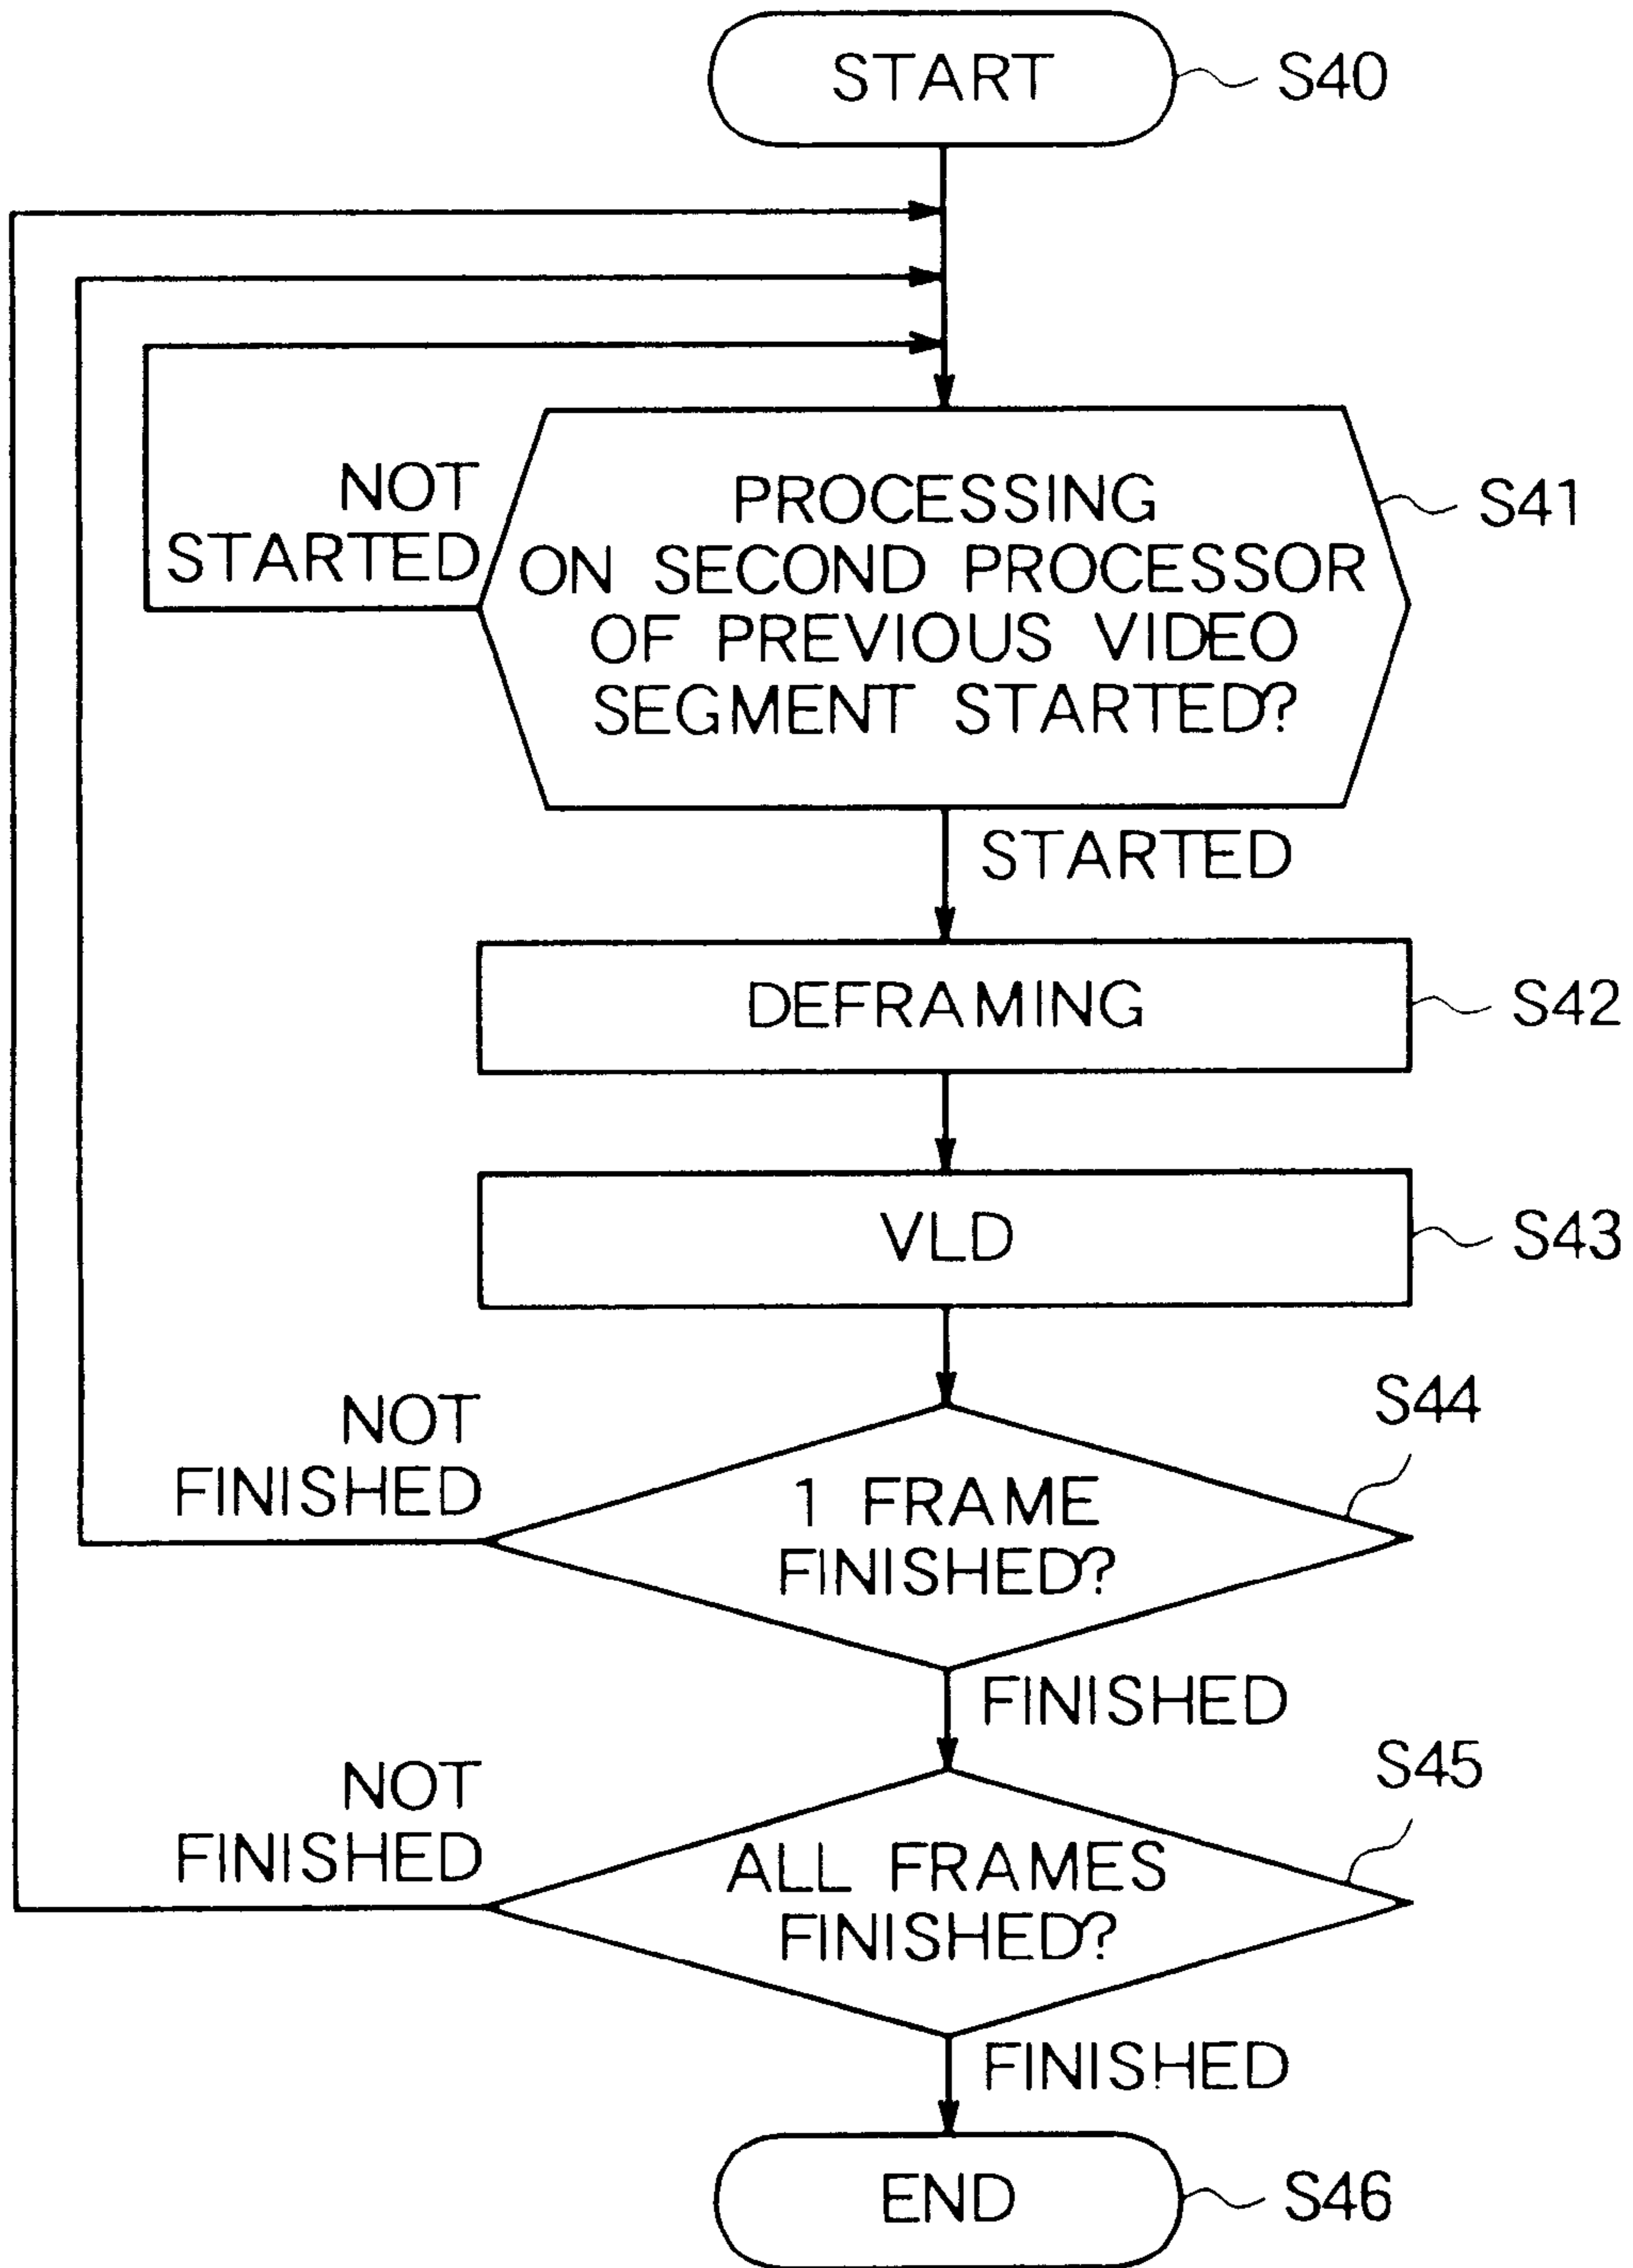 START
S40
NOT
STARTED
PROCESSING
ON SECOND PROCESSOR
OF PREVIOUS VIDEO
SEGMENT STARTED?
S41
STARTED
DEFRAMING
S42
VLD
S43
NOT
FINISHED
1 FRAME
FINISHED?
S44
FINISHED
NOT
FINISHED
ALL FRAMES
FINISHED?
S45
FINISHED
END
S46